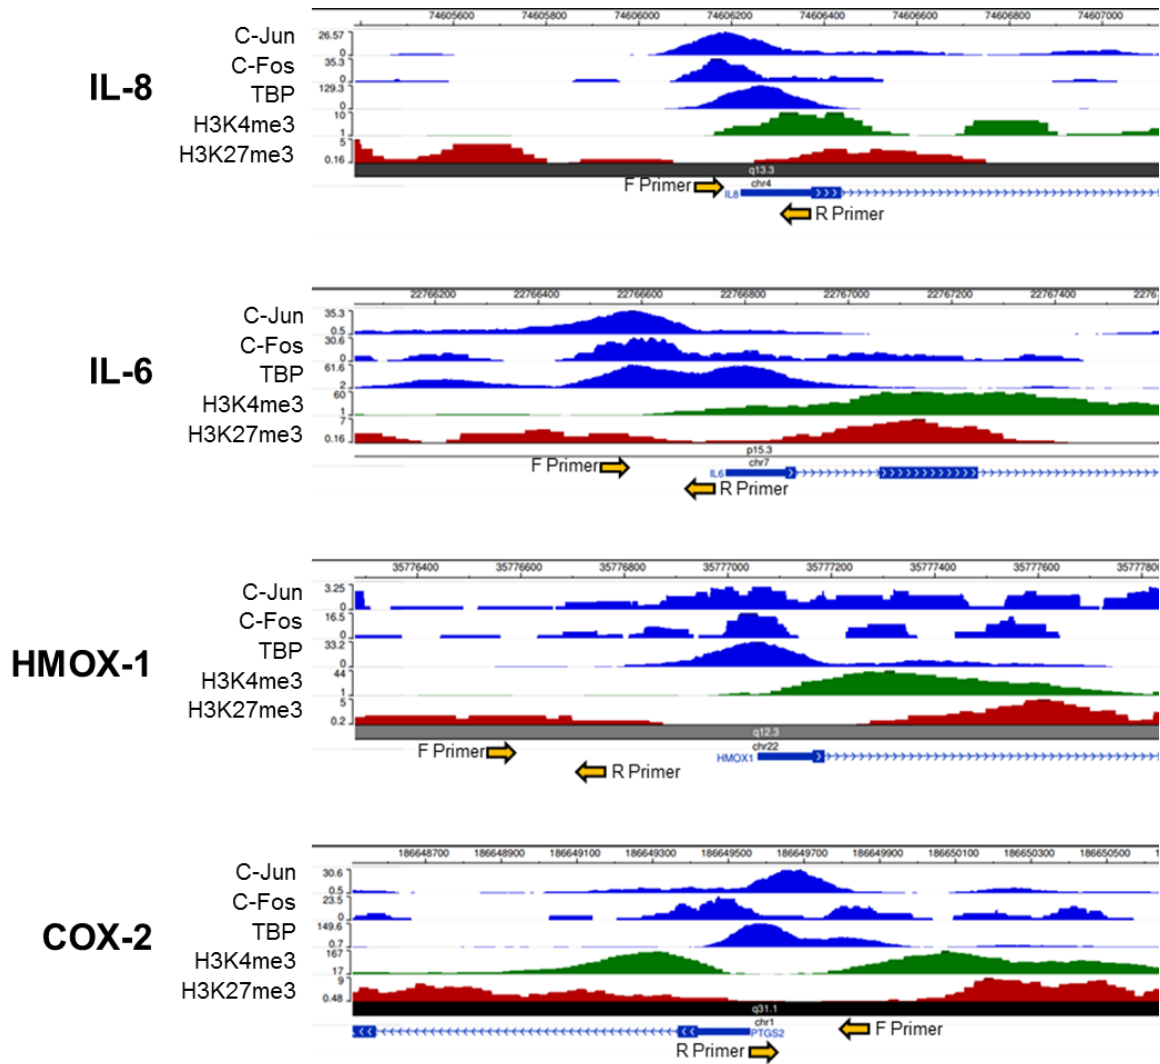 74605600 74605800 74606000 74606200 74606400 74606600 74606800 74607000
IL-8
C-Jun 26.57 0
C-Fos 35.3 0
TBP 129.3 0
H3K4me3 10 1
H3K27me3 5 0.16
q13.3
chr4
F Primer
IL8
R Primer
22766200 22766400 22766600 22766800 22767000 22767200 22767400 2276
IL-6
C-Jun 35.3 0.5
C-Fos 30.6 0
TBP 61.6 2
H3K4me3 60 1
H3K27me3 7 0.16
p15.3
chr7
F Primer
IL6
R Primer
35776400 35776600 35776800 35777000 35777200 35777400 35777600 3577780
HMOX-1
C-Jun 3.25 0
C-Fos 16.5 0
TBP 33.2 0
H3K4me3 44 1
H3K27me3 5 0.2
q12.3
chr22
F Primer
HMOX1
R Primer
186648700 186648900 186649100 186649300 186649500 186649700 186649900 186650100 186650300 186650500
COX-2
C-Jun 30.6 0.5
C-Fos 23.5 0
TBP 149.6 0.7
H3K4me3 167 17
H3K27me3 9 0.48
q31.1
chr1
PTGS2
F Primer
R Primer